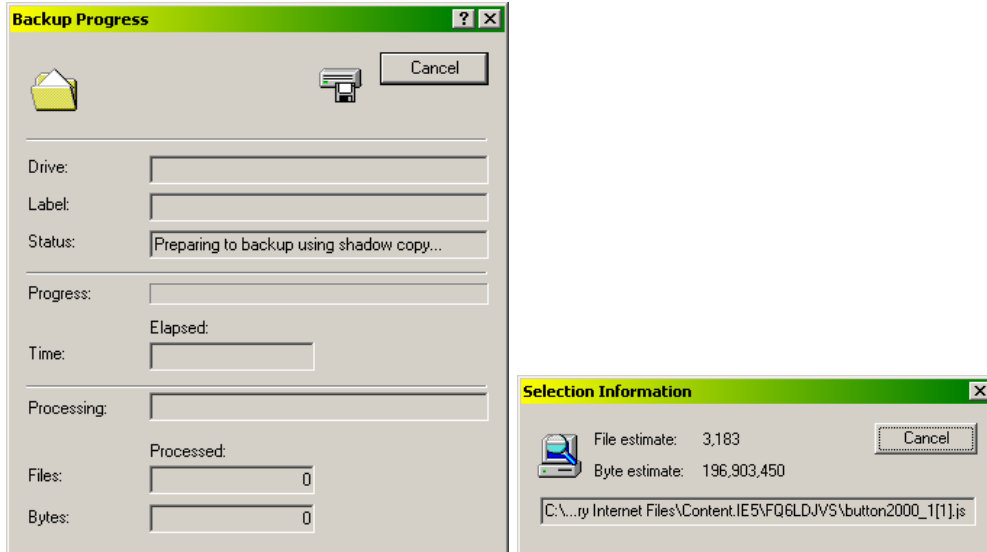 Backup Progress
Cancel
Drive:
Label:
Status: Preparing to backup using shadow copy...
Progress:
Elapsed:
Time:
Processing:
Processed:
Files: 0
Bytes: 0
Selection Information
File estimate: 3,183 Cancel
Byte estimate: 196,903,450
C:\...ry Internet Files\Content.IE5\FQ6LDJVS\button2000_1[1].js